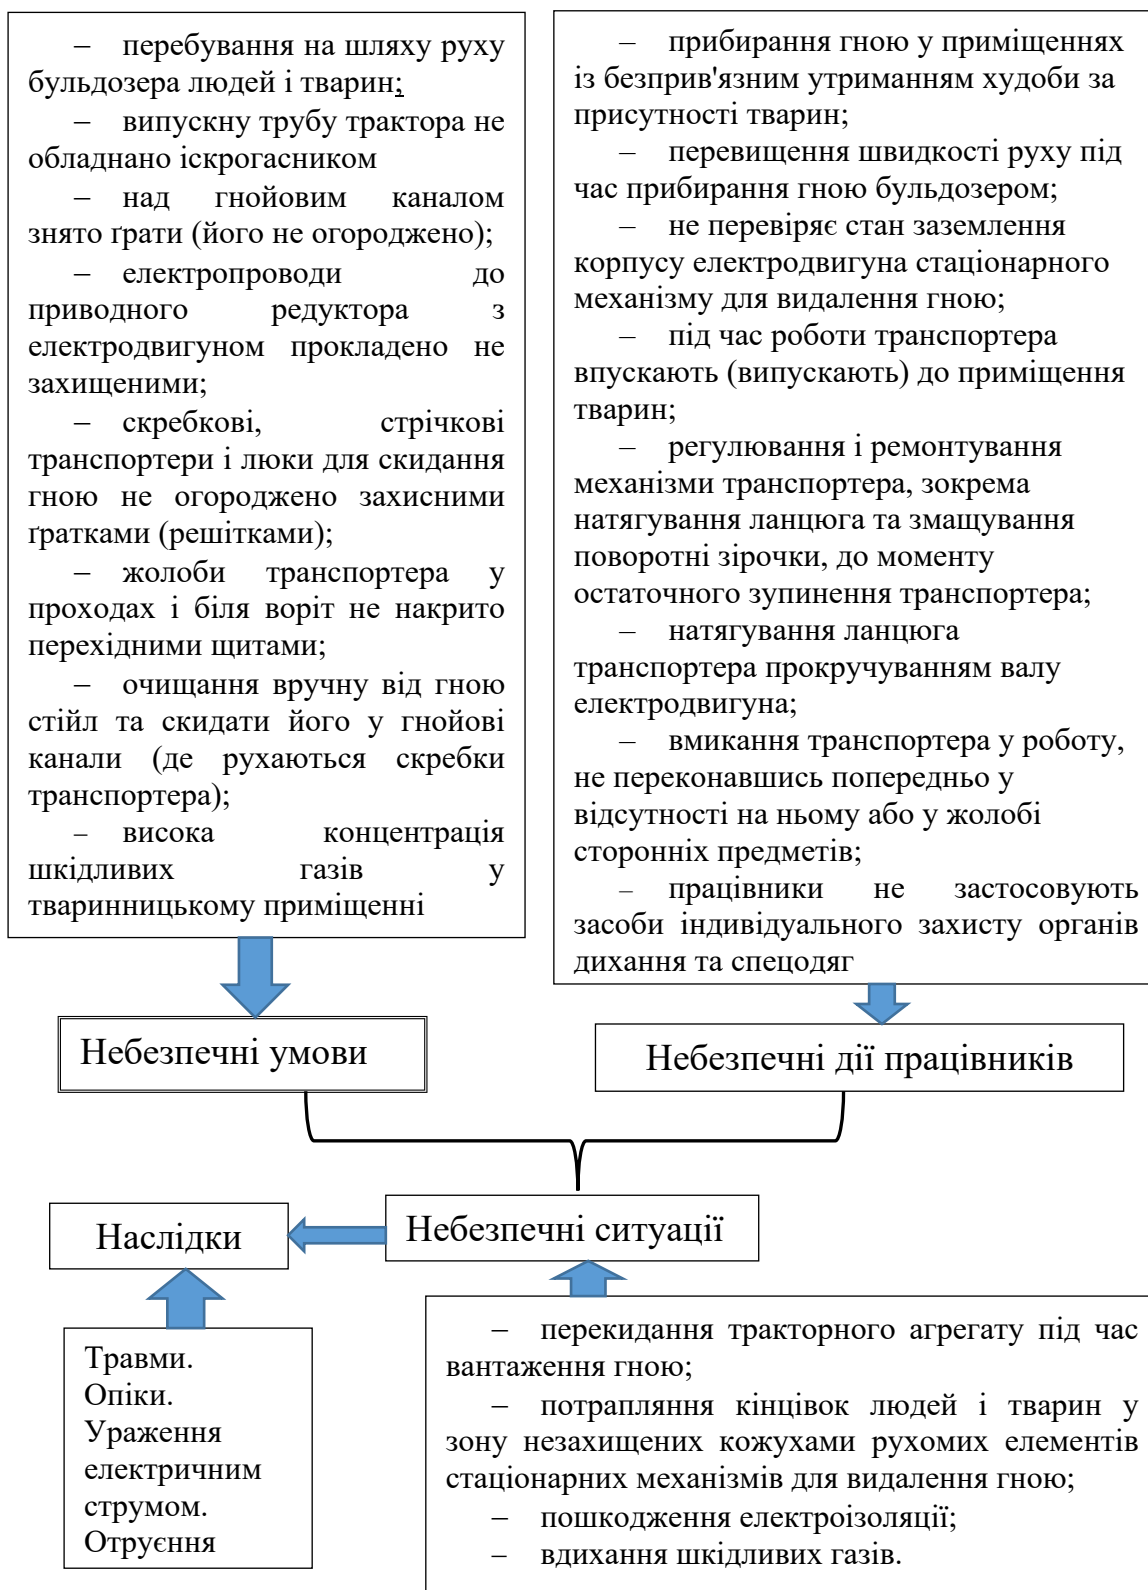 – перебування на шляху руху
бульдозера людей і тварин;
– випускну трубу трактора не
обладнано іскрогасником
– над гнойовим каналом
знято ґрати (його не огороджено);
– електропроводи до
приводного редуктора з
електродвигуном прокладено не
захищеними;
– скребкові, стрічкові
транспортери і люки для скидання
гною не огороджено захисними
ґратками (решітками);
– жолоби транспортера у
проходах і біля воріт не накрито
перехідними щитами;
– очищання вручну від гною
стійл та скидати його у гнойові
канали (де рухаються скребки
транспортера);
– висока концентрація
шкідливих газів у
тваринницькому приміщенні
– прибирання гною у приміщеннях
із безприв'язним утриманням худоби за
присутності тварин;
– перевищення швидкості руху під
час прибирання гною бульдозером;
– не перевіряє стан заземлення
корпусу електродвигуна стаціонарного
механізму для видалення гною;
– під час роботи транспортера
впускають (випускають) до приміщення
тварин;
– регулювання і ремонтування
механізми транспортера, зокрема
натягування ланцюга та змащування
поворотні зірочки, до моменту
остаточного зупинення транспортера;
– натягування ланцюга
транспортера прокручуванням валу
електродвигуна;
– вмикання транспортера у роботу,
не переконавшись попередньо у
відсутності на ньому або у жолобі
сторонніх предметів;
– працівники не застосовують
засоби індивідуального захисту органів
дихання та спецодяг
Небезпечні умови
Небезпечні дії працівників
Наслідки
Небезпечні ситуації
Травми.
Опіки.
Ураження
електричним
струмом.
Отруєння
– перекидання тракторного агрегату під час
вантаження гною;
– потрапляння кінцівок людей і тварин у
зону незахищених кожухами рухомих елементів
стаціонарних механізмів для видалення гною;
– пошкодження електроізоляції;
– вдихання шкідливих газів.